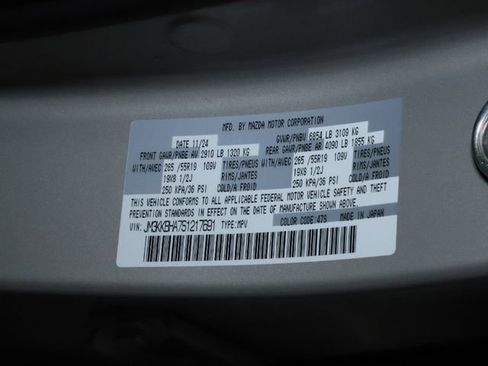 MFD. BY MAZDA MOTOR CORPORATION
DATE 11/24 GVWR/PNBV 6854 LB 3109 KG
FRONT GAWR/PNBE AV 2910 LB 1320 KG REAR GAWR/PNBE AR 4090 LB 1855 KG
WITH/AVEC 265 /55R19 109V TIRES/PNEUS WITH/AVEC 265 /55R19 109V TIRES/PNEUS
19X8 1/2J RIMS/JANTES 19X8 1/2J RIMS/JANTES
250 KPA/36 PSI COLD/A FROID 250 KPA/36 PSI COLD/A FROID
THIS VEHICLE CONFORMS TO ALL APPLICABLE FEDERAL MOTOR VEHICLE SAFETY AND THEFT
PREVENTION STANDARDS IN EFFECT ON THE DATE OF MANUFACTURE SHOWN ABOVE.
COLOR CODE:47S MADE IN JAPAN
VIN: JM3KKBHA7S1217691 TYPE:MPV